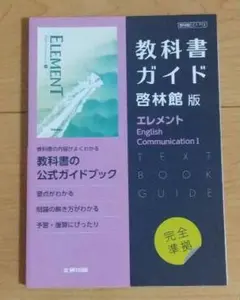 ELEMENT
教科書の内容がよくわかる
教科書の
公式ガイドブック
要点がわかる
問題の解き方がわかる
予習・復習にぴったり
教科書
ガイド
啓林館 版
エレメント
English
Communication I
TEXT
BOOK
GUIDE
完全
準拠